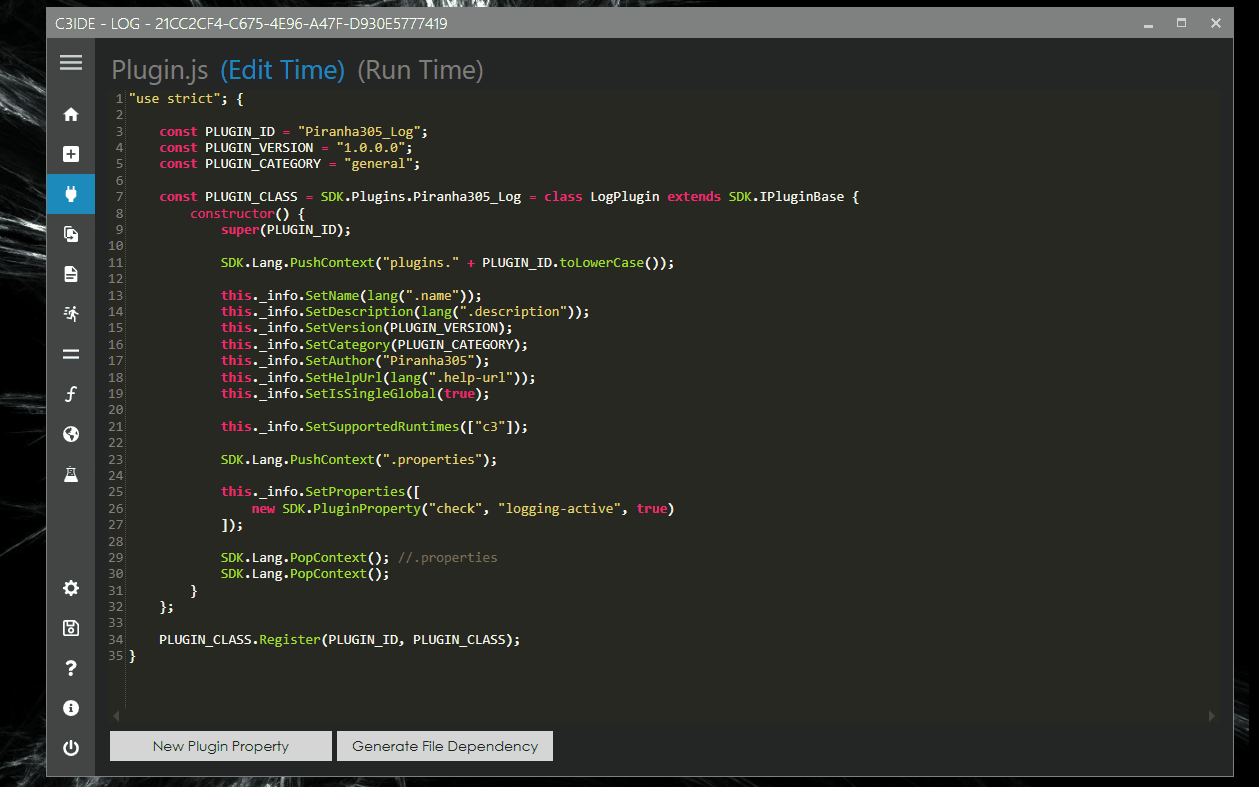 C3IDE - LOG - 21CC2CF4-C675-4E96-A47F-D930E5777419
Plugin.js (Edit Time) (Run Time)
1 "use strict"; {
2
3     const PLUGIN_ID = "Piranha305_Log";
4     const PLUGIN_VERSION = "1.0.0.0";
5     const PLUGIN_CATEGORY = "general";
6
7     const PLUGIN_CLASS = SDK.Plugins.Piranha305_Log = class LogPlugin extends SDK.IPluginBase {
8         constructor() {
9             super(PLUGIN_ID);
10
11             SDK.Lang.PushContext("plugins." + PLUGIN_ID.toLowerCase());
12
13             this._info.SetName(lang(".name"));
14             this._info.SetDescription(lang(".description"));
15             this._info.SetVersion(PLUGIN_VERSION);
16             this._info.SetCategory(PLUGIN_CATEGORY);
17             this._info.SetAuthor("Piranha305");
18             this._info.SetHelpUrl(lang(".help-url"));
19             this._info.SetIsSingleGlobal(true);
20
21             this._info.SetSupportedRuntimes(["c3"]);
22
23             SDK.Lang.PushContext(".properties");
24
25             this._info.SetProperties([
26                 new SDK.PluginProperty("check", "logging-active", true)
27             ]);
28
29             SDK.Lang.PopContext(); //.properties
30             SDK.Lang.PopContext();
31         }
32     };
33
34     PLUGIN_CLASS.Register(PLUGIN_ID, PLUGIN_CLASS);
35 }
New Plugin Property
Generate File Dependency